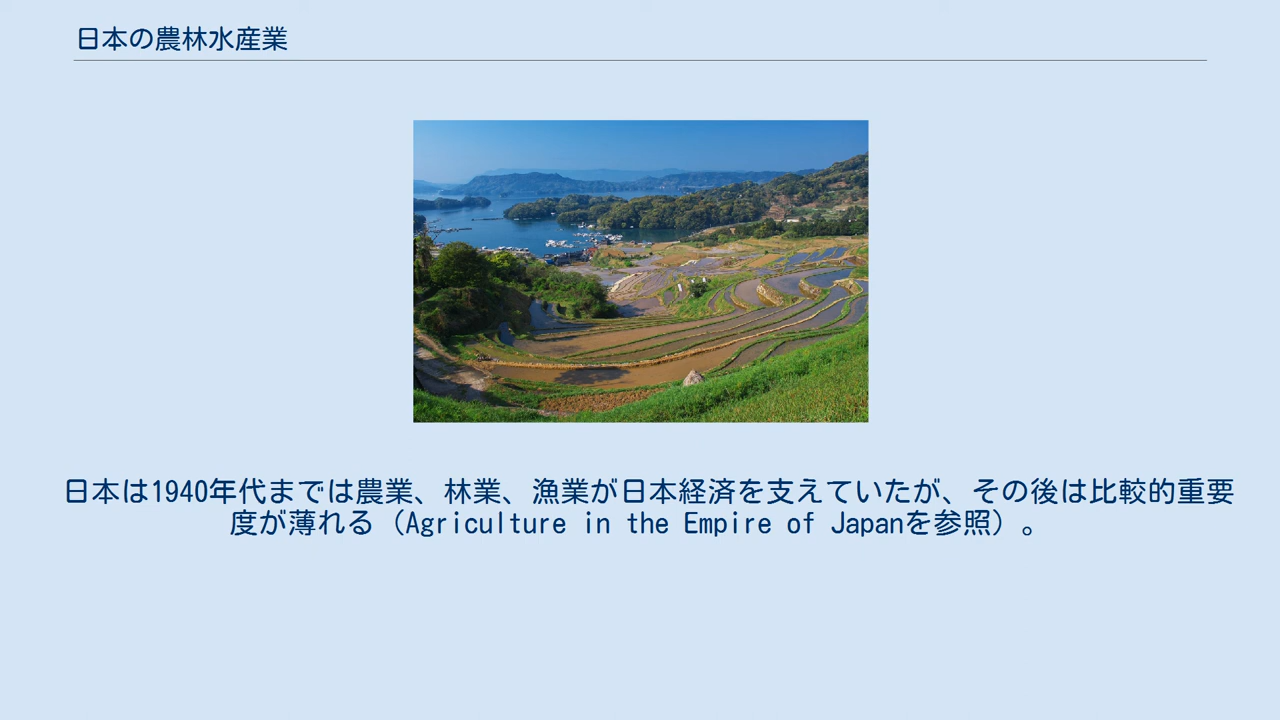 日本の農林水産業
日本は1940年代までは農業、林業、漁業が日本経済を支えていたが、その後は比較的重要
度が薄れる（Agriculture in the Empire of Japanを参照）。